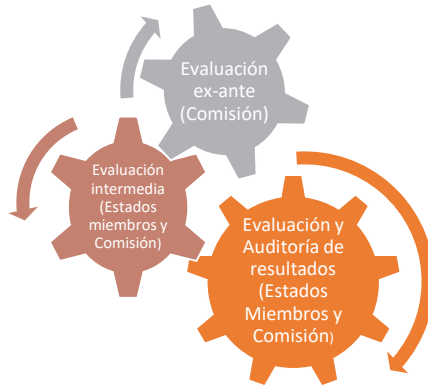 Evaluación
ex-ante
(Comisión)
Evaluación
intermedia
(Estados
miembros y
Comisión)
Evaluación y
Auditoría de
resultados
(Estados
Miembros y
Comisión)